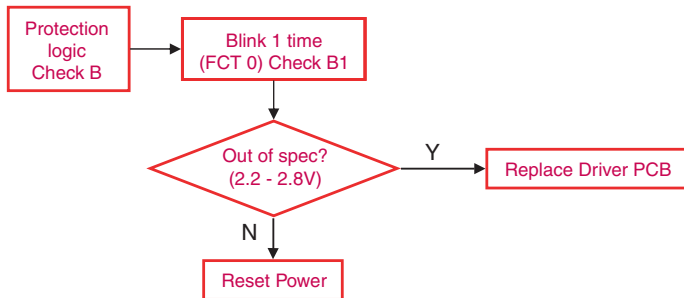 Protection
logic
Check B
Blink 1 time
(FCT 0) Check B1
Out of spec?
(2.2 - 2.8V)
Y
Replace Driver PCB
N
Reset Power